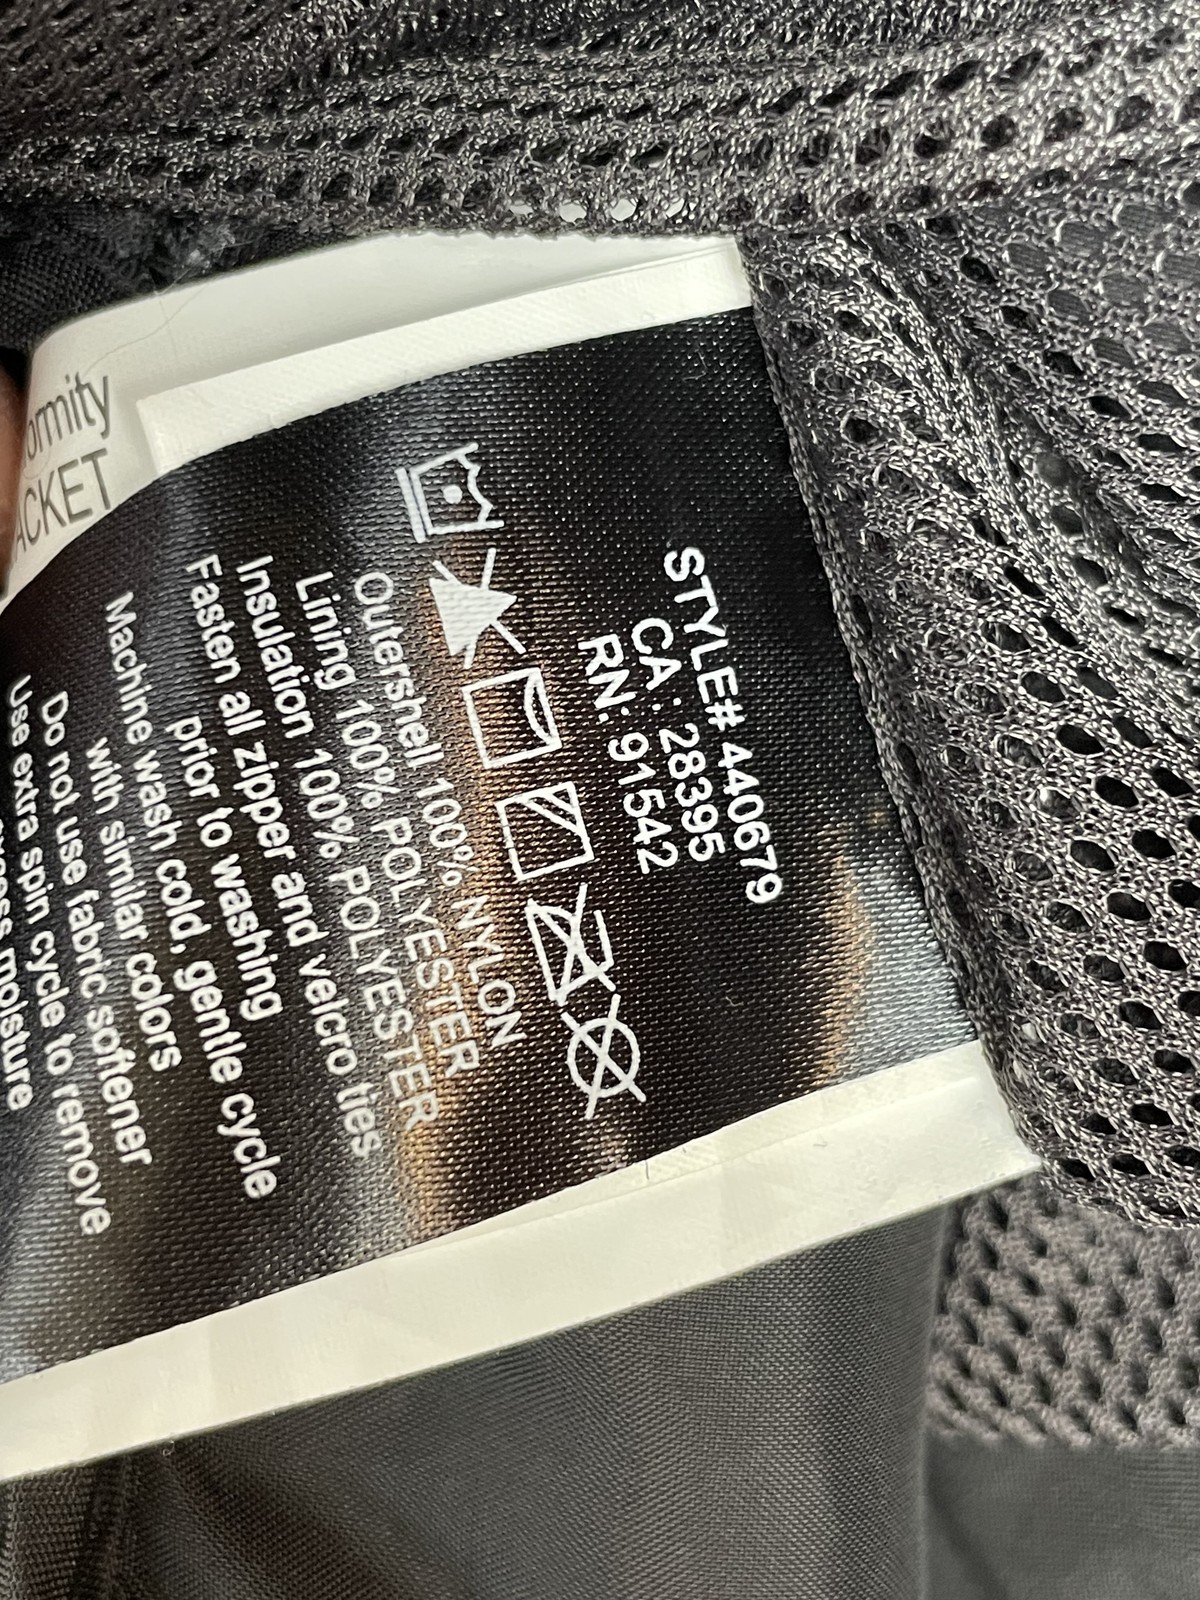 STYLE# 440679
CA: 28395
RN: 91542
Outershell 100% NYLON
Lining 100% POLYESTER
Insulation 100% POLYESTER
Fasten all zipper and velcro ties
prior to washing
Machine wash cold, gentle cycle
with similar colors
Do not use fabric softener
Use extra spin cycle to remove
moisture